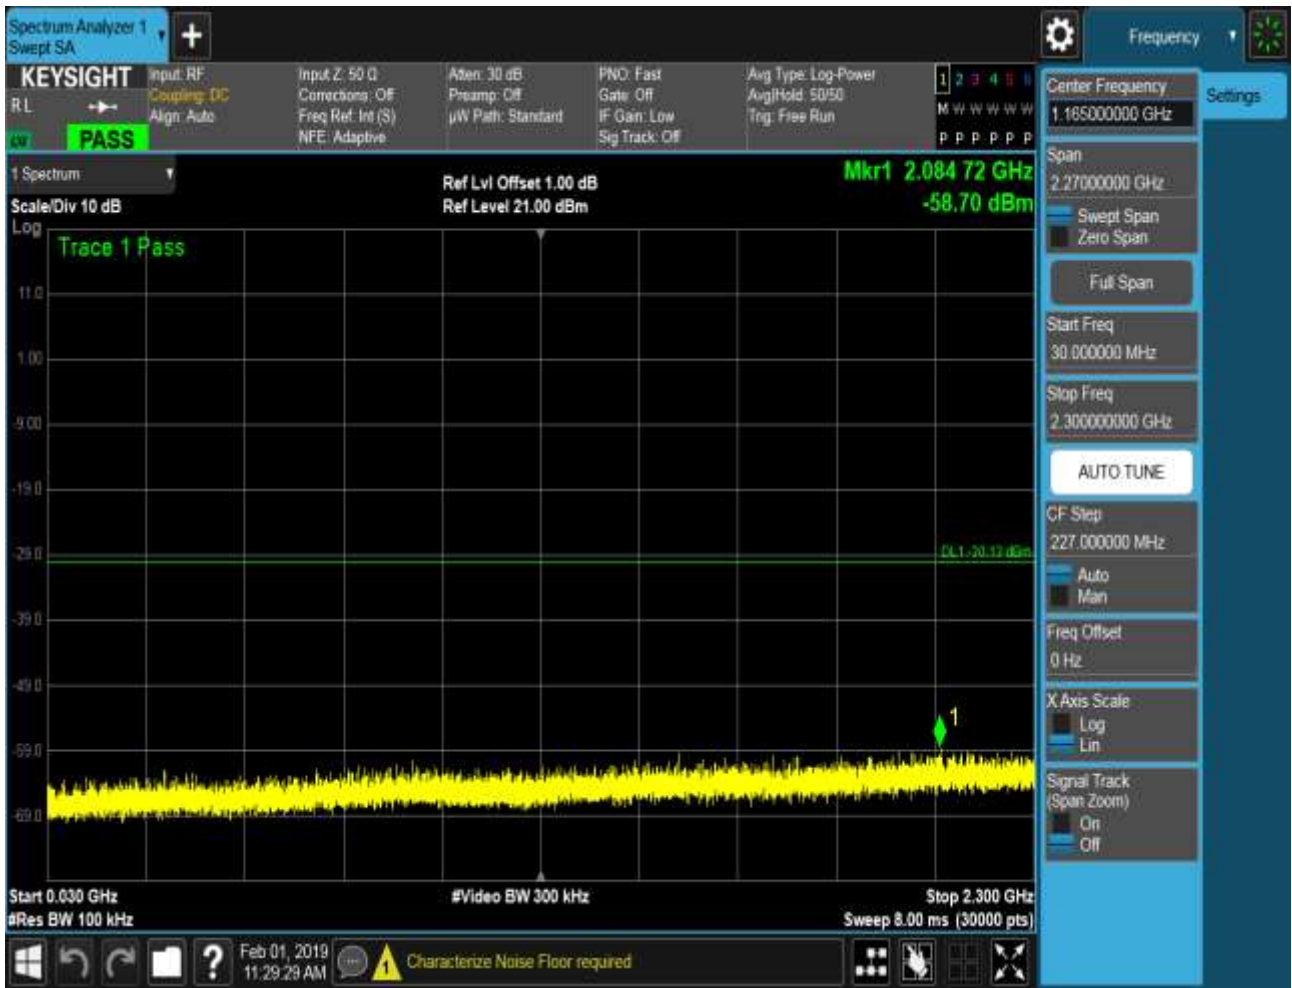 Spectrum Analyzer 1
Swept SA
Frequency
KEYSIGHT
R L
PASS
Input: RF
Coupling: DC
Align: Auto
Input Z: 50 Ω
Corrections: Off
Freq Ref: Int (S)
NFE: Adaptive
Atten: 30 dB
Preamp: Off
µW Path: Standard
PNO: Fast
Gate: Off
IF Gain: Low
Sig Track: Off
Avg Type: Log-Power
Avg|Hold: 50/50
Trig: Free Run
1 2 3 4 5 6
M W W W W W
P P P P P P
1 Spectrum
Scale/Div 10 dB
Log
Ref Lvl Offset 1.00 dB
Ref Level 21.00 dBm
Mkr1 2.084 72 GHz
-58.70 dBm
Trace 1 Pass
11.0
1.00
-9.00
-19.0
-29.0
-39.0
-49.0
-59.0
-69.0
1
Start 0.030 GHz
#Res BW 100 kHz
#Video BW 300 kHz
Stop 2.300 GHz
Sweep 8.00 ms (30000 pts)
Feb 01, 2019
11:29:29 AM
Characterize Noise Floor required
Center Frequency
1.165000000 GHz
Settings
Span
2.27000000 GHz
Swept Span
Zero Span
Full Span
Start Freq
30.000000 MHz
Stop Freq
2.300000000 GHz
AUTO TUNE
CF Step
227.000000 MHz
Auto
Man
Freq Offset
0 Hz
X Axis Scale
Log
Lin
Signal Track
(Span Zoom)
On
Off